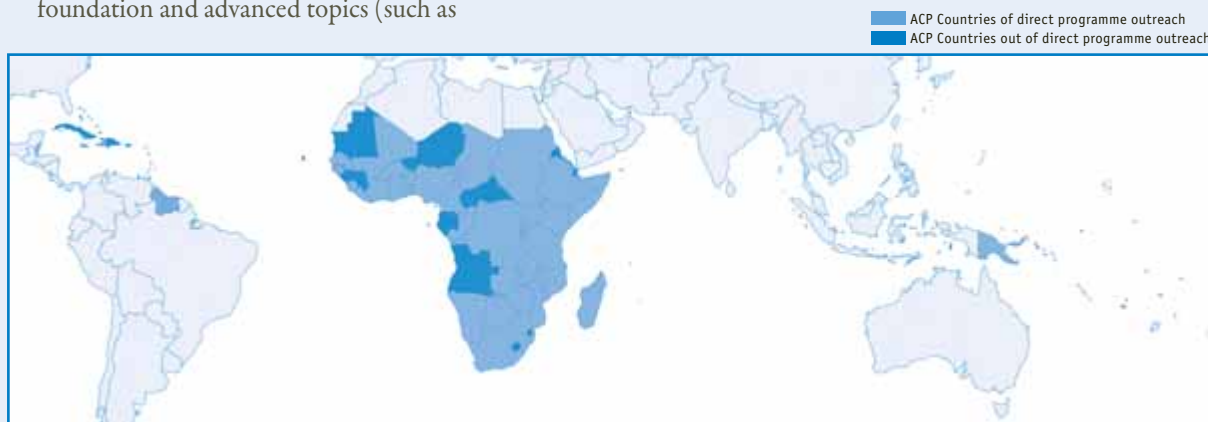 foundation and advanced topics (such as
ACP Countries of direct programme outreach
ACP Countries out of direct programme outreach